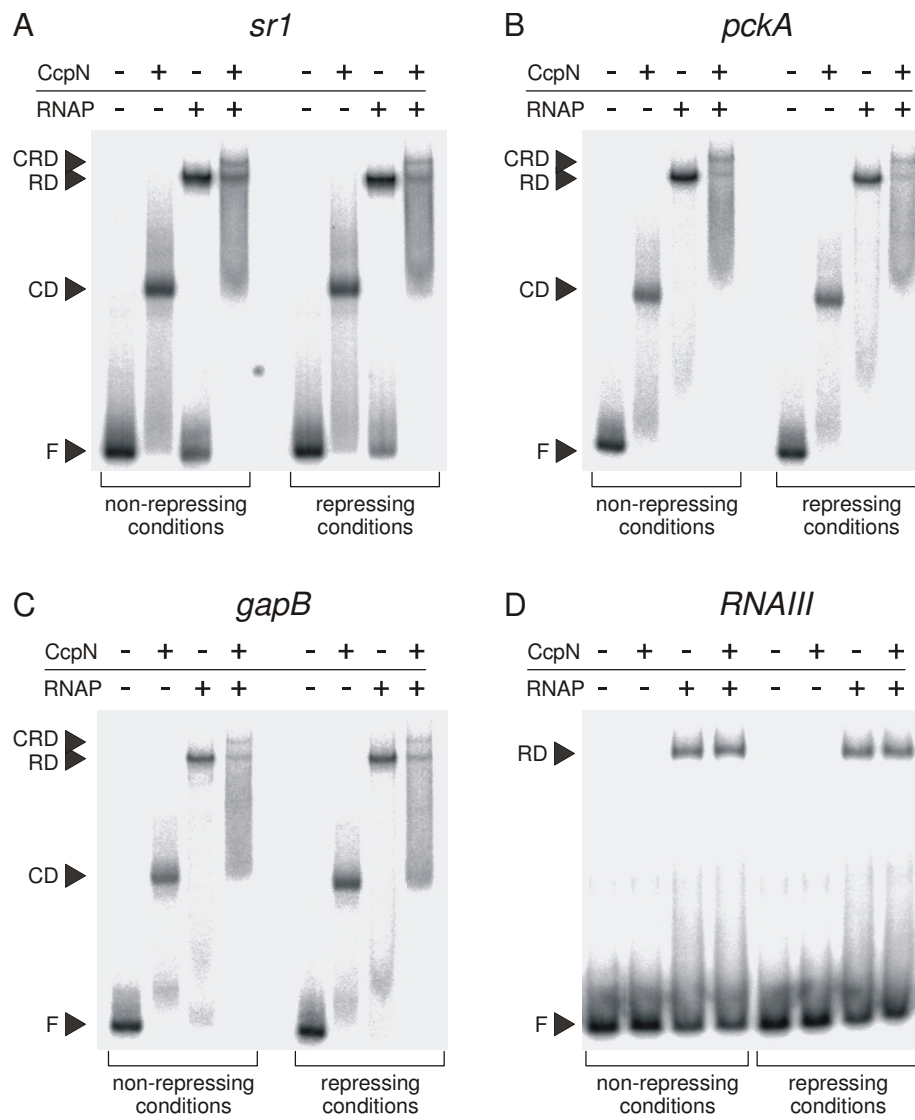 A sr1
CcpN - + - + - + - +
RNAP - - + + - - + +
CRD
RD
CD
F
non-repressing conditions
repressing conditions
B pckA
CcpN - + - + - + - +
RNAP - - + + - - + +
CRD
RD
CD
F
non-repressing conditions
repressing conditions
C gapB
CcpN - + - + - + - +
RNAP - - + + - - + +
CRD
RD
CD
F
non-repressing conditions
repressing conditions
D RNAIII
CcpN - + - + - + - +
RNAP - - + + - - + +
RD
F
non-repressing conditions
repressing conditions